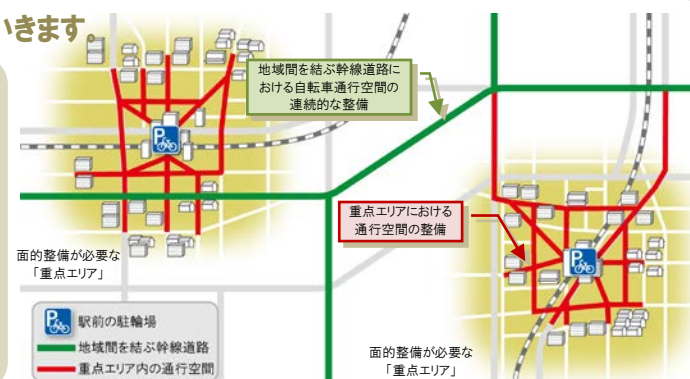 いきます。
地域間を結ぶ幹線道路に
おける自転車通行空間の
連続的な整備
重点エリアにおける
通行空間の整備
面的整備が必要な
「重点エリア」
P
駅前の駐輪場
地域間を結ぶ幹線道路
重点エリア内の通行空間
P
P
面的整備が必要な
「重点エリア」